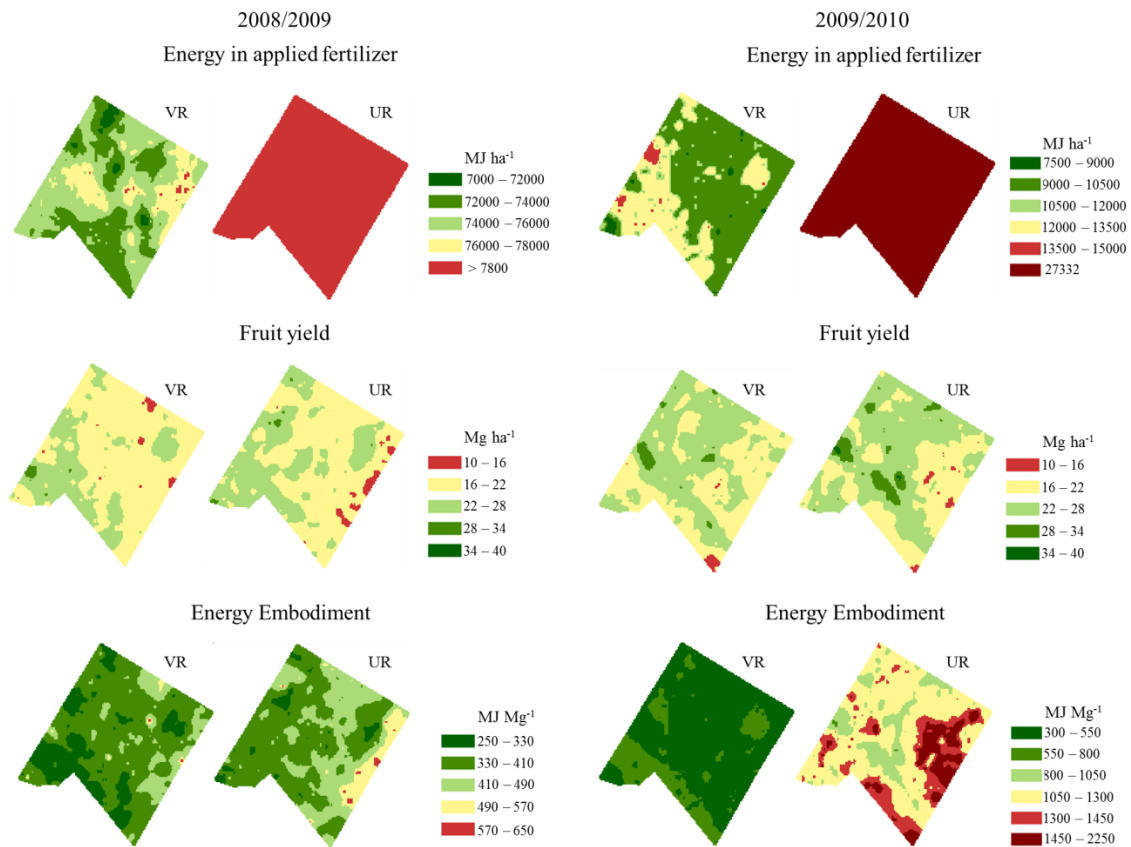 2008/2009
Energy in applied fertilizer
VR
UR
MJ ha⁻¹
7000 – 72000
72000 – 74000
74000 – 76000
76000 – 78000
> 7800
Fruit yield
VR
UR
Mg ha⁻¹
10 – 16
16 – 22
22 – 28
28 – 34
34 – 40
Energy Embodiment
VR
UR
MJ Mg⁻¹
250 – 330
330 – 410
410 – 490
490 – 570
570 – 650
2009/2010
Energy in applied fertilizer
VR
UR
MJ ha⁻¹
7500 – 9000
9000 – 10500
10500 – 12000
12000 – 13500
13500 – 15000
27332
Fruit yield
VR
UR
Mg ha⁻¹
10 – 16
16 – 22
22 – 28
28 – 34
34 – 40
Energy Embodiment
VR
UR
MJ Mg⁻¹
300 – 550
550 – 800
800 – 1050
1050 – 1300
1300 – 1450
1450 – 2250